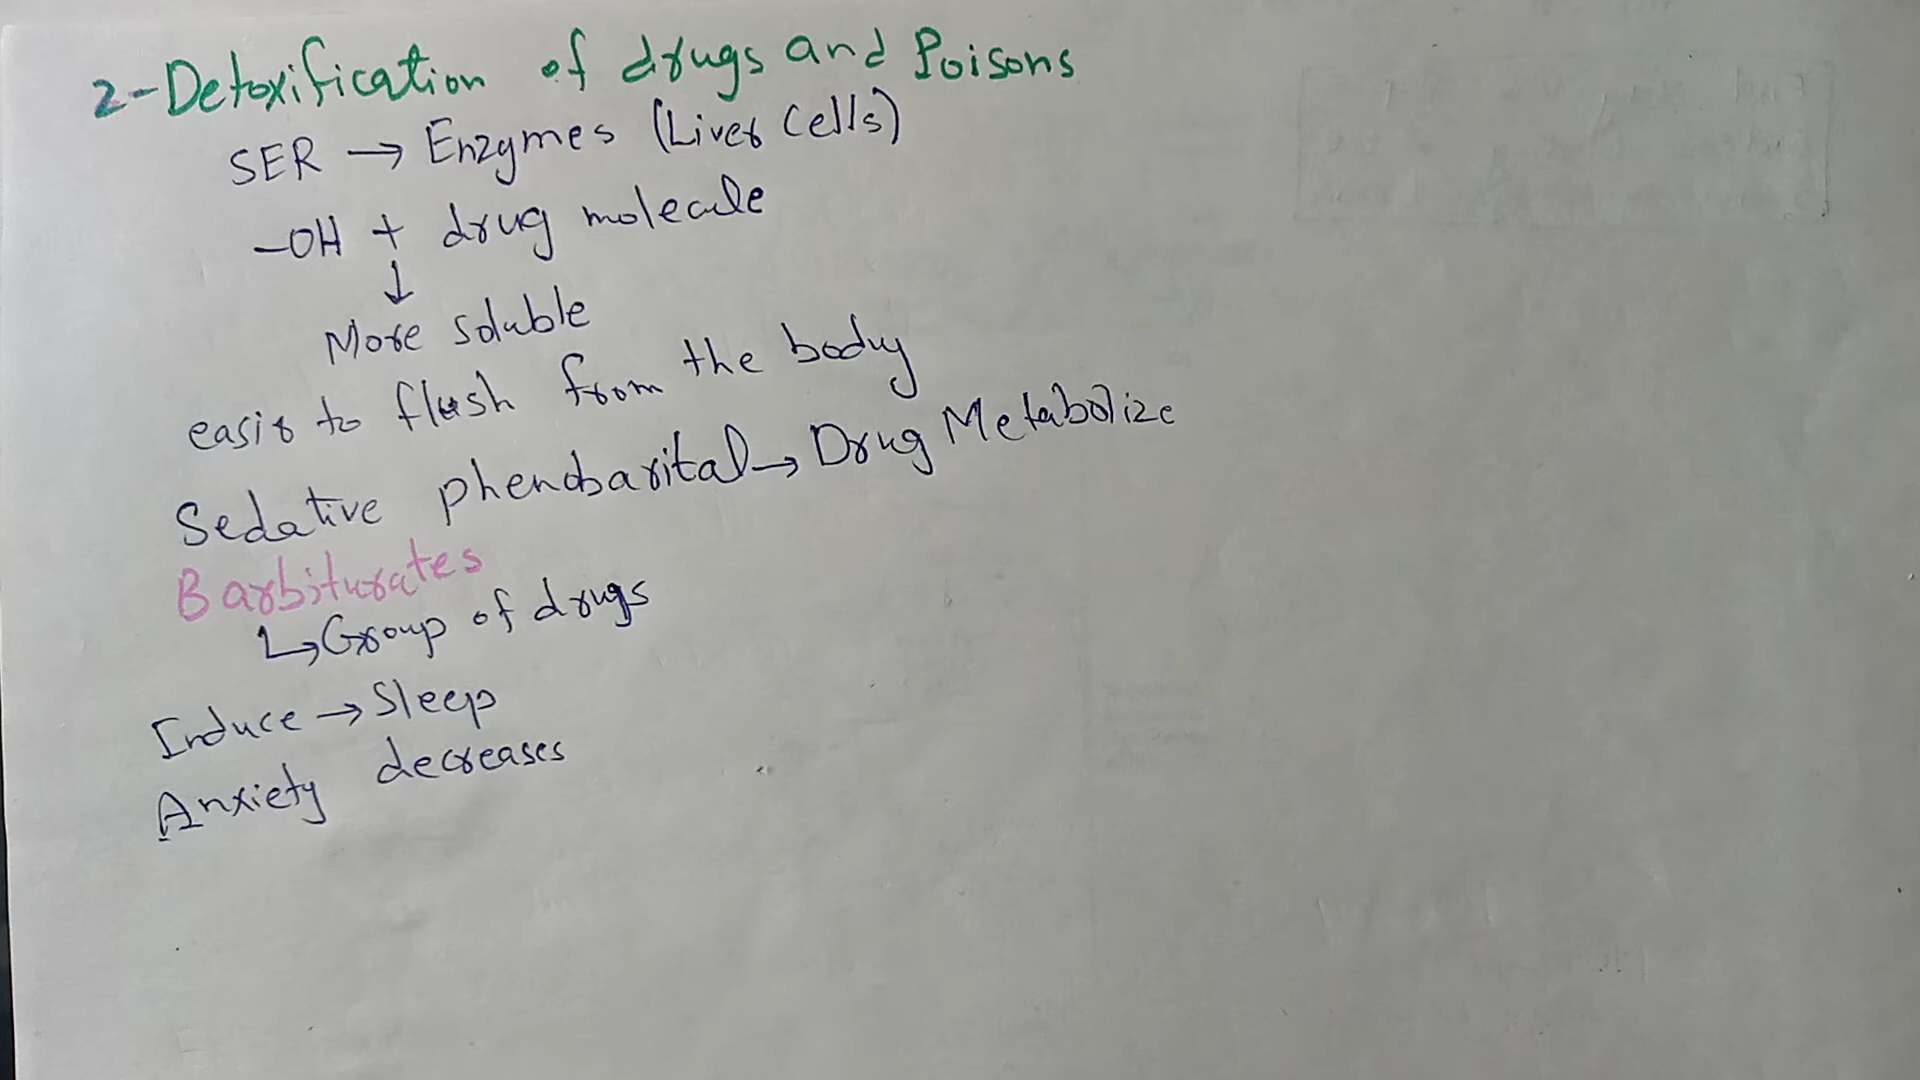 2-Detoxification of drugs and Poisons
SER → Enzymes (Liver Cells)
-OH + drug molecule
↓
More soluble
easir to flush from the body
Sedative phenobarital → Drug Metabolize
Barbiturates
↳ Group of drugs
Induce → Sleep
Anxiety decreases